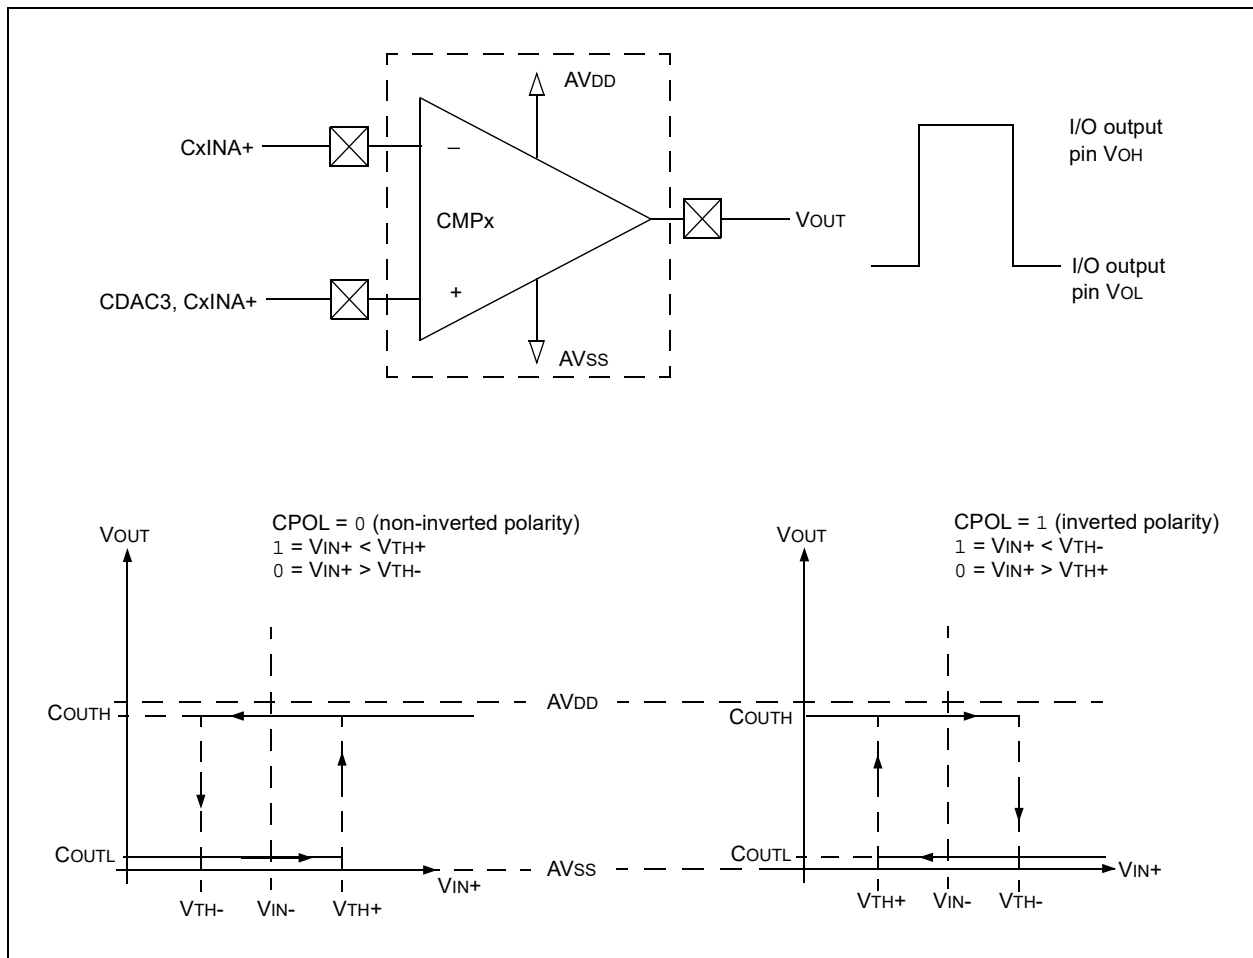 AVDD
CxINA+
–
CMPx
VOUT
CDAC3, CxINA+
+
AVSS
I/O output
pin VOH
I/O output
pin VOL
VOUT
CPOL = 0 (non-inverted polarity)
1 = VIN+ < VTH+
0 = VIN+ > VTH-
COUTH
COUTL
VIN+
VTH-
VIN-
VTH+
AVDD
AVSS
VOUT
CPOL = 1 (inverted polarity)
1 = VIN+ < VTH-
0 = VIN+ > VTH+
COUTH
COUTL
VIN+
VTH+
VIN-
VTH-